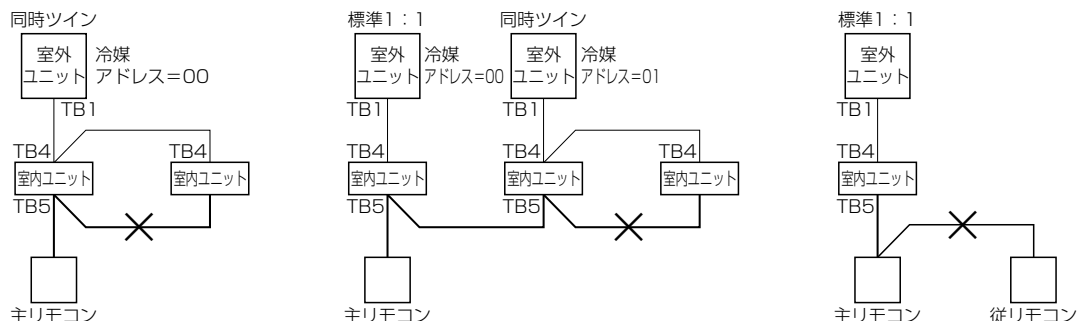 同時ツイン
室外
ユニット
冷媒
アドレス=00
TB1
TB4
TB4
室内ユニット
室内ユニット
TB5
主リモコン
標準1：1
同時ツイン
室外
ユニット
冷媒
アドレス=00
室外
ユニット
冷媒
アドレス=01
TB1
TB1
TB4
TB4
TB4
室内ユニット
室内ユニット
室内ユニット
TB5
TB5
主リモコン
標準1：1
室外
ユニット
TB1
TB4
室内ユニット
TB5
主リモコン
従リモコン